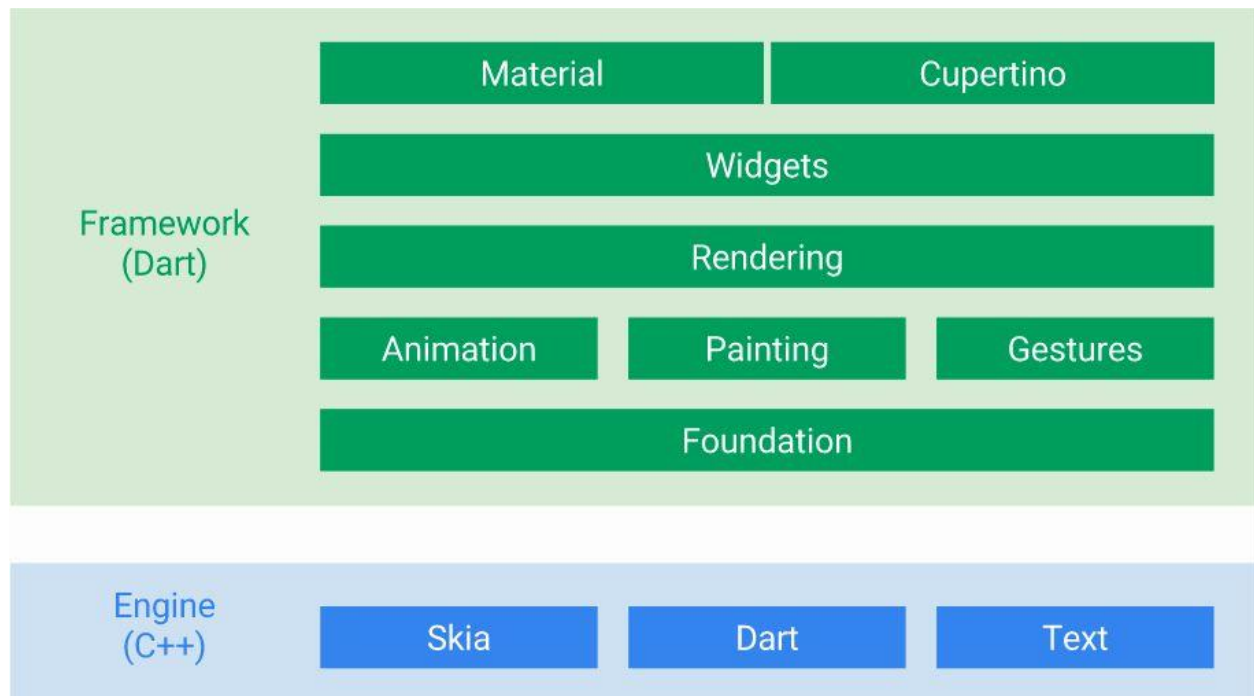 Material
Cupertino
Widgets
Framework
(Dart)
Rendering
Animation
Painting
Gestures
Foundation
Engine
(C++)
Skia
Dart
Text